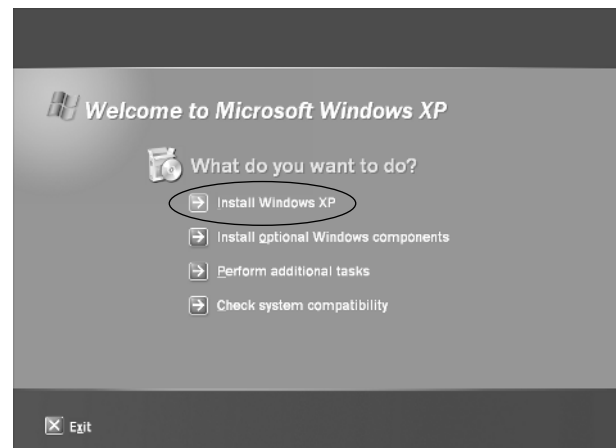 Welcome to Microsoft Windows XP
What do you want to do?
Install Windows XP
Install optional Windows components
Perform additional tasks
Check system compatibility
Exit